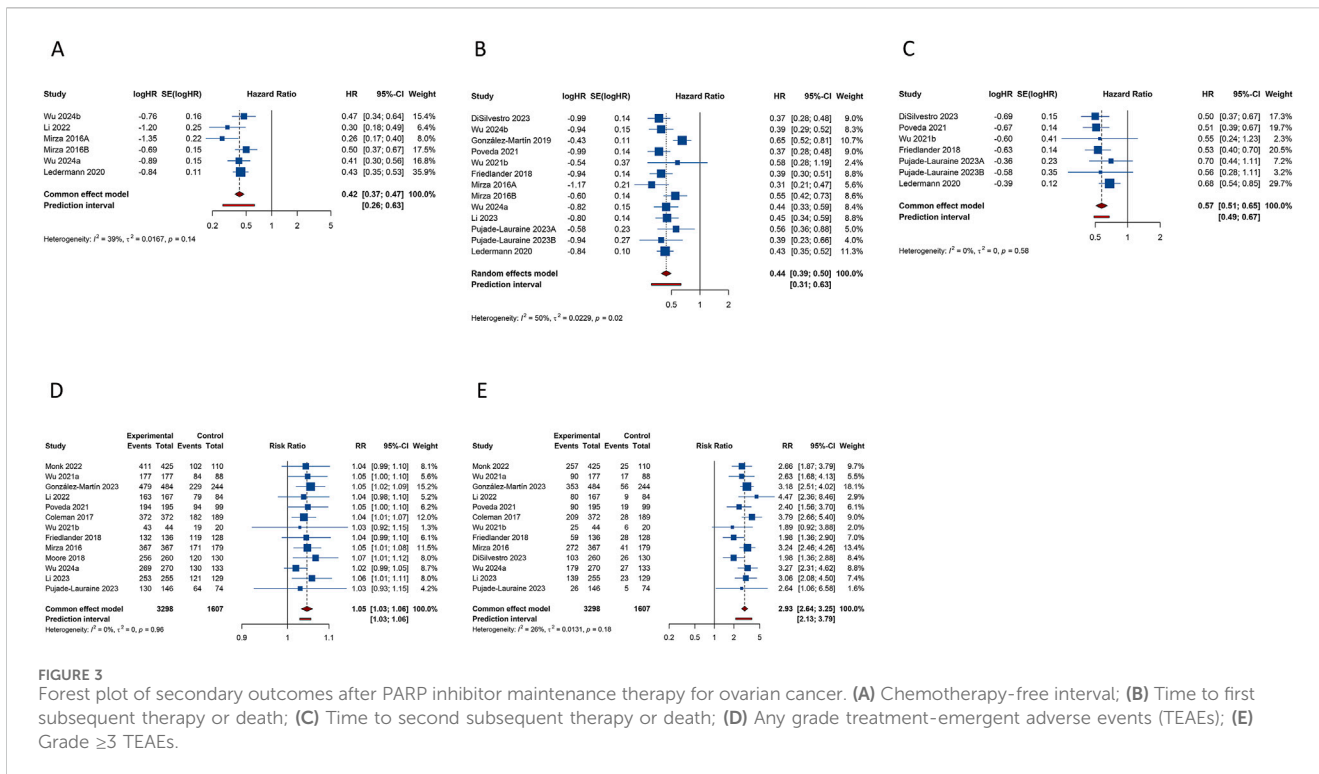 A
Study logHR SE(logHR) Hazard Ratio HR 95%-CI Weight
Wu 2024b -0.76 0.16 0.47 [0.34; 0.64] 15.4%
Li 2022 -1.20 0.25 0.30 [0.18; 0.49] 6.4%
Mirza 2016A -1.35 0.22 0.26 [0.17; 0.40] 8.0%
Mirza 2016B -0.69 0.15 0.50 [0.37; 0.67] 17.5%
Wu 2024a -0.89 0.15 0.41 [0.30; 0.56] 16.8%
Ledermann 2020 -0.84 0.11 0.43 [0.35; 0.53] 35.9%
Common effect model 0.42 [0.37; 0.47] 100.0%
Prediction interval [0.26; 0.63]
0.2 0.5 1 2 5
Heterogeneity: I² = 39%, τ² = 0.0167, p = 0.14
B
Study logHR SE(logHR) Hazard Ratio HR 95%-CI Weight
DiSilvestro 2023 -0.99 0.14 0.37 [0.28; 0.48] 9.0%
Wu 2024b -0.94 0.15 0.39 [0.29; 0.52] 8.2%
González-Martín 2019 -0.43 0.11 0.65 [0.52; 0.81] 10.7%
Poveda 2021 -0.99 0.14 0.37 [0.28; 0.48] 9.0%
Wu 2021b -0.54 0.37 0.58 [0.28; 1.19] 2.4%
Friedlander 2018 -0.94 0.14 0.39 [0.30; 0.51] 8.9%
Mirza 2016A -1.17 0.21 0.31 [0.21; 0.47] 5.6%
Mirza 2016B -0.60 0.14 0.55 [0.42; 0.73] 8.6%
Wu 2024a -0.82 0.15 0.44 [0.33; 0.59] 8.2%
Li 2023 -0.80 0.14 0.45 [0.34; 0.59] 8.8%
Pujade-Lauraine 2023A -0.58 0.23 0.56 [0.36; 0.88] 5.0%
Pujade-Lauraine 2023B -0.94 0.27 0.39 [0.23; 0.66] 4.0%
Ledermann 2020 -0.84 0.10 0.43 [0.35; 0.52] 11.3%
Random effects model 0.44 [0.39; 0.50] 100.0%
Prediction interval [0.31; 0.63]
0.5 1 2
Heterogeneity: I² = 50%, τ² = 0.0229, p = 0.02
C
Study logHR SE(logHR) Hazard Ratio HR 95%-CI Weight
DiSilvestro 2023 -0.69 0.15 0.50 [0.37; 0.67] 17.3%
Poveda 2021 -0.67 0.14 0.51 [0.39; 0.67] 19.7%
Wu 2021b -0.60 0.41 0.55 [0.24; 1.23] 2.3%
Friedlander 2018 -0.63 0.14 0.53 [0.40; 0.70] 20.5%
Pujade-Lauraine 2023A -0.36 0.23 0.70 [0.44; 1.11] 7.2%
Pujade-Lauraine 2023B -0.58 0.35 0.56 [0.28; 1.11] 3.2%
Ledermann 2020 -0.39 0.12 0.68 [0.54; 0.85] 29.7%
Common effect model 0.57 [0.51; 0.65] 100.0%
Prediction interval [0.49; 0.67]
0.5 1 2
Heterogeneity: I² = 0%, τ² = 0, p = 0.58
D
Experimental Control
Study Events Total Events Total Risk Ratio RR 95%-CI Weight
Monk 2022 411 425 102 110 1.04 [0.99; 1.10] 8.1%
Wu 2021a 177 177 84 88 1.05 [1.00; 1.10] 5.6%
González-Martín 2023 479 484 229 244 1.05 [1.02; 1.09] 15.2%
Li 2022 163 167 79 84 1.04 [0.98; 1.10] 5.2%
Poveda 2021 194 195 94 99 1.05 [1.00; 1.10] 6.2%
Coleman 2017 372 372 182 189 1.04 [1.01; 1.07] 12.0%
Wu 2021b 43 44 19 20 1.03 [0.92; 1.15] 1.3%
Friedlander 2018 132 136 119 128 1.04 [0.99; 1.10] 6.1%
Mirza 2016 367 367 171 179 1.05 [1.01; 1.08] 11.5%
Moore 2018 256 260 120 130 1.07 [1.01; 1.12] 8.0%
Wu 2024a 269 270 130 133 1.02 [0.99; 1.05] 8.7%
Li 2023 253 255 121 129 1.06 [1.01; 1.11] 8.0%
Pujade-Lauraine 2023 130 146 64 74 1.03 [0.93; 1.15] 4.2%
Common effect model 3298 1607 1.05 [1.03; 1.06] 100.0%
Prediction interval [1.03; 1.06]
Heterogeneity: I² = 0%, τ² = 0, p = 0.96
0.9 1 1.1
E
Experimental Control
Study Events Total Events Total Risk Ratio RR 95%-CI Weight
Monk 2022 257 425 25 110 2.66 [1.87; 3.79] 9.7%
Wu 2021a 90 177 17 88 2.63 [1.68; 4.13] 5.6%
González-Martín 2023 353 484 56 244 3.18 [2.51; 4.02] 18.1%
Li 2022 80 167 9 84 4.47 [2.36; 8.46] 2.9%
Poveda 2021 90 195 19 99 2.40 [1.56; 3.70] 6.2%
Coleman 2017 209 372 28 189 3.79 [2.66; 5.40] 9.1%
Wu 2021b 25 44 6 20 1.89 [0.92; 3.88] 2.0%
Friedlander 2018 59 136 28 128 1.98 [1.36; 2.90] 7.1%
Mirza 2016 272 367 41 179 3.24 [2.46; 4.26] 13.4%
DiSilvestro 2023 103 260 26 130 1.98 [1.36; 2.88] 8.4%
Wu 2024a 179 270 27 133 3.27 [2.31; 4.62] 8.8%
Li 2023 139 255 23 129 3.06 [2.08; 4.50] 7.4%
Pujade-Lauraine 2023 26 146 5 74 2.64 [1.06; 6.58] 1.6%
Common effect model 3298 1607 2.93 [2.64; 3.25] 100.0%
Prediction interval [2.13; 3.79]
Heterogeneity: I² = 26%, τ² = 0.0131, p = 0.18
0.2 0.5 1 2 5
FIGURE 3
Forest plot of secondary outcomes after PARP inhibitor maintenance therapy for ovarian cancer. (A) Chemotherapy-free interval; (B) Time to first
subsequent therapy or death; (C) Time to second subsequent therapy or death; (D) Any grade treatment-emergent adverse events (TEAEs); (E)
Grade ≥3 TEAEs.